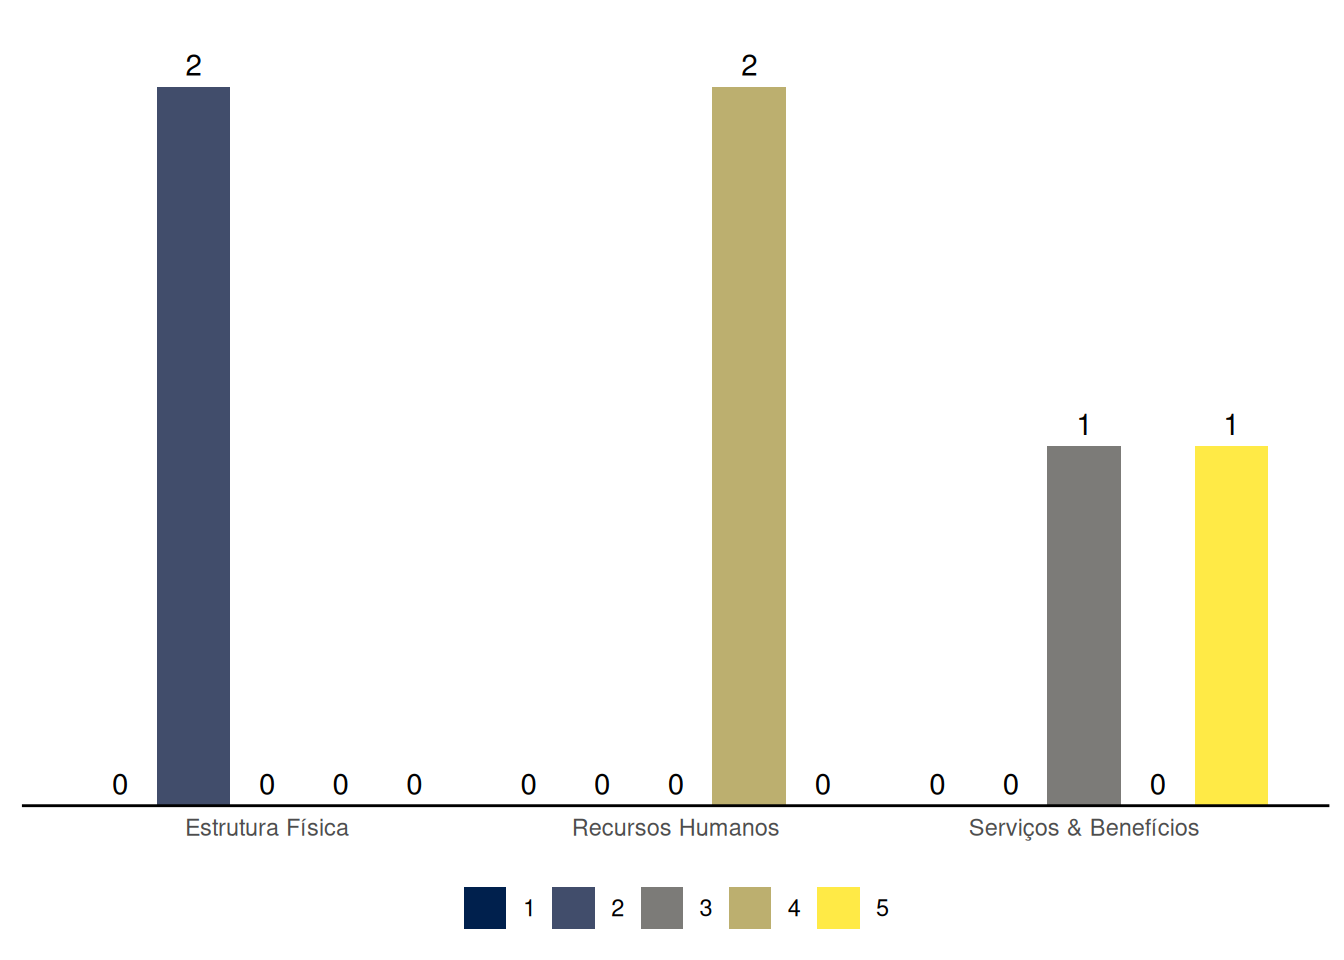 2 2
1 1
0 0 0 0 0 0 0 0 0 0 0
Estrutura Física Recursos Humanos Serviços & Benefícios
1 2 3 4 5